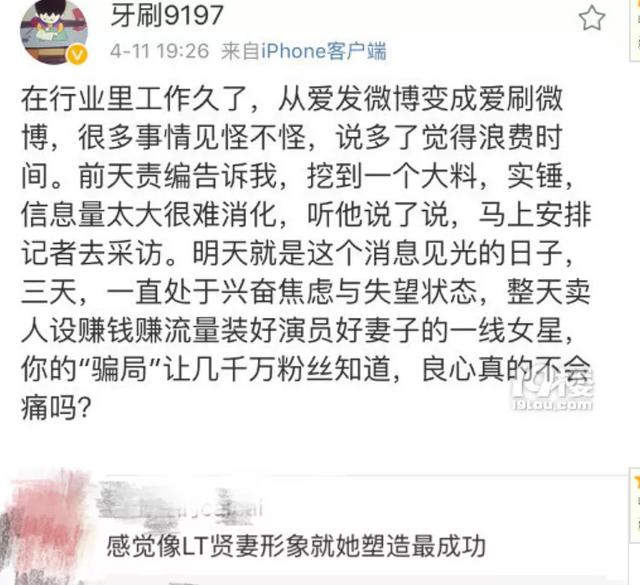 牙刷9197
4-11 19:26 来自iPhone客户端
在行业里工作久了，从爱发微博变成爱刷微
博，很多事情见怪不怪，说多了觉得浪费时
间。前天责编告诉我，挖到一个大料，实锤，
信息量太大很难消化，听他说了说，马上安排
记者去采访。明天就是这个消息见光的日子，
三天，一直处于兴奋焦虑与失望状态，整天卖
人设赚钱赚流量装好演员好妻子的一线女星，
你的“骗局”让几千万粉丝知道，良心真的不会
痛吗？
19楼
19lou.com
感觉像LT贤妻形象就她塑造最成功